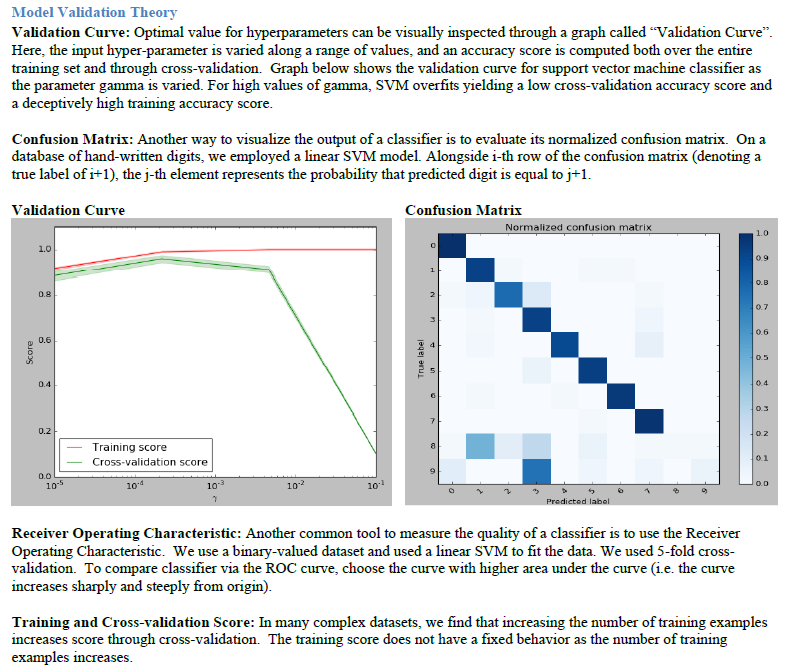 Model Validation Theory
Validation Curve: Optimal value for hyperparameters can be visually inspected through a graph called “Validation Curve”.
Here, the input hyper-parameter is varied along a range of values, and an accuracy score is computed both over the entire
training set and through cross-validation.  Graph below shows the validation curve for support vector machine classifier as
the parameter gamma is varied. For high values of gamma, SVM overfits yielding a low cross-validation accuracy score and
a deceptively high training accuracy score.
Confusion Matrix: Another way to visualize the output of a classifier is to evaluate its normalized confusion matrix.  On a
database of hand-written digits, we employed a linear SVM model. Alongside i-th row of the confusion matrix (denoting a
true label of i+1), the j-th element represents the probability that predicted digit is equal to j+1.
Validation Curve
1.0
0.8
0.6
0.4
0.2
0.0
Score
Training score
Cross-validation score
10⁻⁵ 10⁻⁴ 10⁻³ 10⁻² 10⁻¹
γ
Confusion Matrix
Normalized confusion matrix
0
1
2
3
4
5
6
7
8
9
True label
0 1 2 3 4 5 6 7 8 9
Predicted label
1.0
0.9
0.8
0.7
0.6
0.5
0.4
0.3
0.2
0.1
0.0
Receiver Operating Characteristic: Another common tool to measure the quality of a classifier is to use the Receiver
Operating Characteristic.  We use a binary-valued dataset and used a linear SVM to fit the data. We used 5-fold cross-
validation.  To compare classifier via the ROC curve, choose the curve with higher area under the curve (i.e. the curve
increases sharply and steeply from origin).
Training and Cross-validation Score: In many complex datasets, we find that increasing the number of training examples
increases score through cross-validation.  The training score does not have a fixed behavior as the number of training
examples increases.